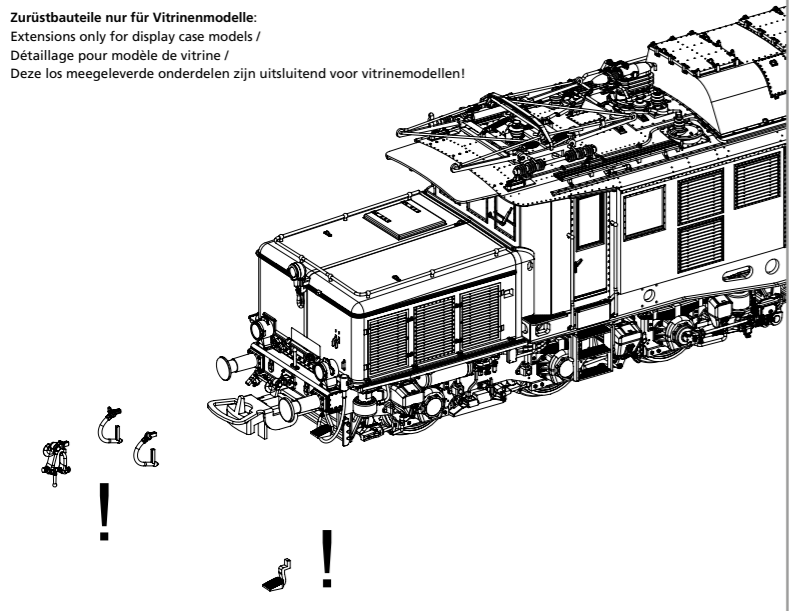 Zurüstbauteile nur für Vitrinenmodelle:
Extensions only for display case models /
Détaillage pour modèle de vitrine /
Deze los meegeleverde onderdelen zijn uitsluitend voor vitrinemodellen!
!
!